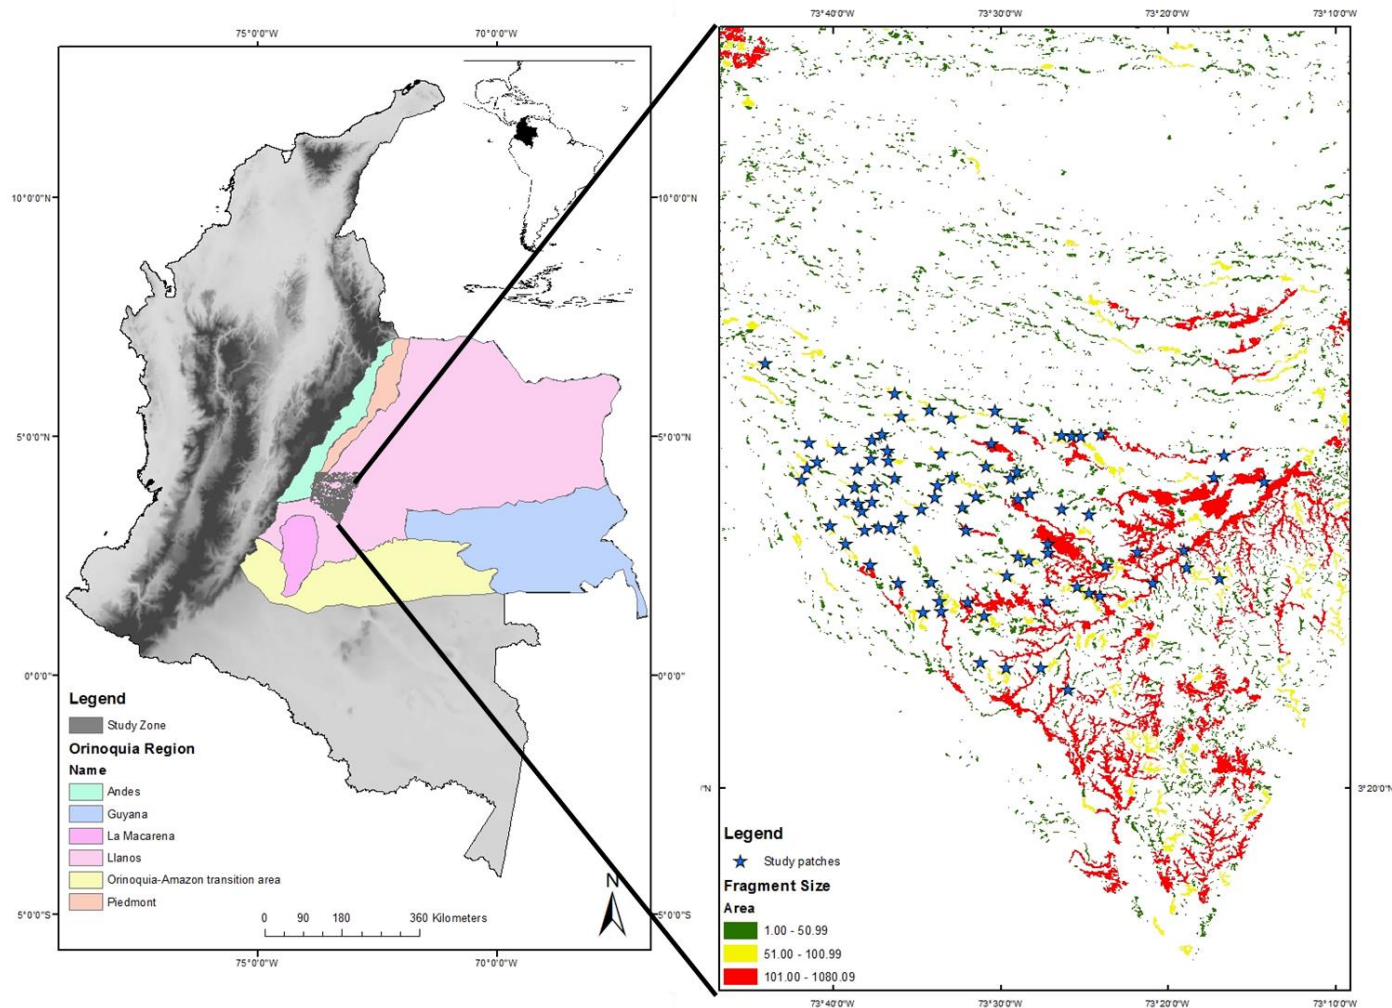 75°0'0"W 70°0'0"W
10°0'0"N 10°0'0"N
5°0'0"N 5°0'0"N
0°0'0" 0°0'0"
5°0'0"S 5°0'0"S
75°0'0"W 70°0'0"W
Legend
Study Zone
Orinoquia Region
Name
Andes
Guyana
La Macarena
Llanos
Orinoquia-Amazon transition area
Piedmont
0 90 180 360 Kilometers
N
73°40'0"W 73°30'0"W 73°20'0"W 73°10'0"W
"N 3°20'0"N
Legend
Study patches
Fragment Size
Area
1.00 - 50.99
51.00 - 100.99
101.00 - 1080.09
73°40'0"W 73°30'0"W 73°20'0"W 73°10'0"W